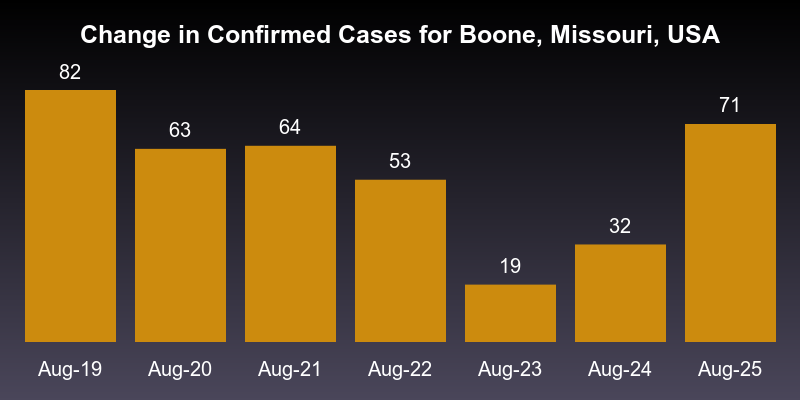 Change in Confirmed Cases for Boone, Missouri, USA
82
63
64
53
19
32
71
Aug-19
Aug-20
Aug-21
Aug-22
Aug-23
Aug-24
Aug-25